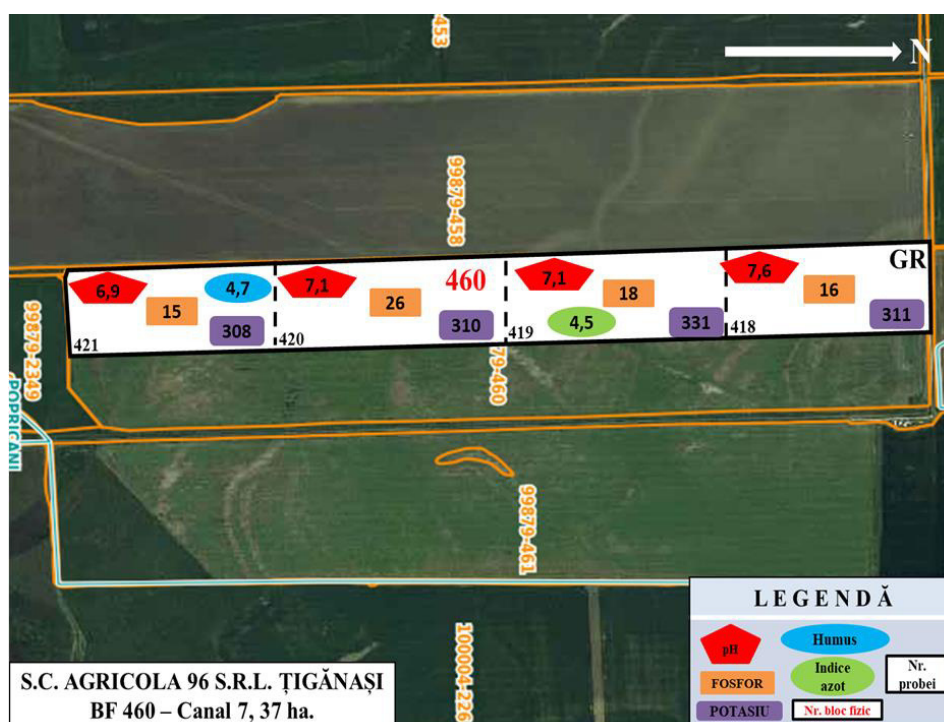 99879-453
N
99879-458
GR
6,9
4,7
7,1
460
7,1
7,6
15
26
18
16
308
310
4,5
331
311
421
420
419
418
99879-2349
79-460
POPRICANI
99879-461
100004-226
S.C. AGRICOLA 96 S.R.L. ȚIGĂNAȘI
BF 460 – Canal 7, 37 ha.
LEGENDĂ
pH
Humus
FOSFOR
Indice
azot
Nr.
probei
POTASIU
Nr. bloc fizic